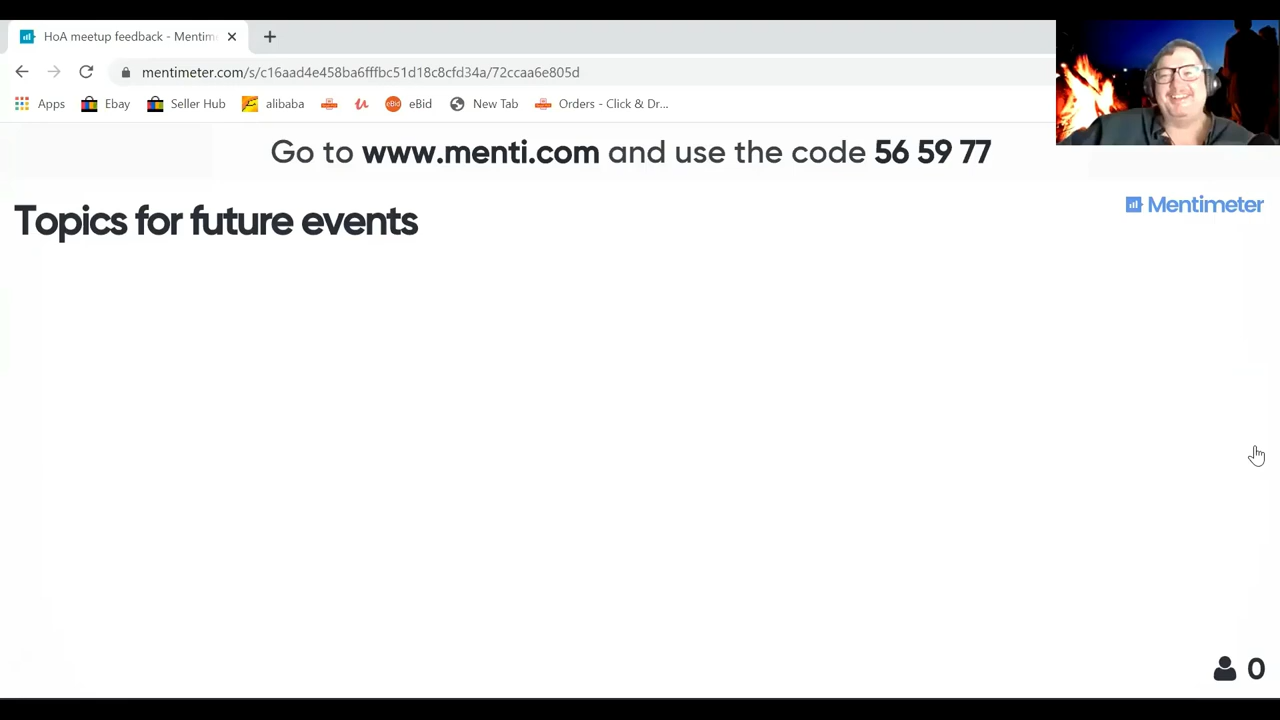 HoA meetup feedback - Mentim
mentimeter.com/s/c16aad4e458ba6fffbc51d18c8cfd34a/72ccaa6e805d
Apps Ebay Seller Hub alibaba eBid New Tab Orders - Click & Dr...
Go to www.menti.com and use the code 56 59 77
Topics for future events
Mentimeter
0